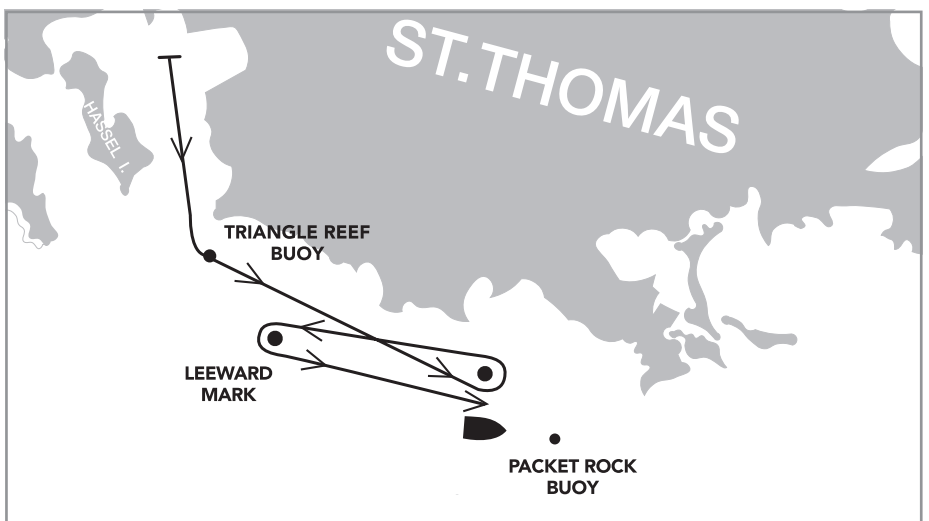 ST.THOMAS
HASSEL I.
TRIANGLE REEF
BUOY
LEEWARD
MARK
PACKET ROCK
BUOY